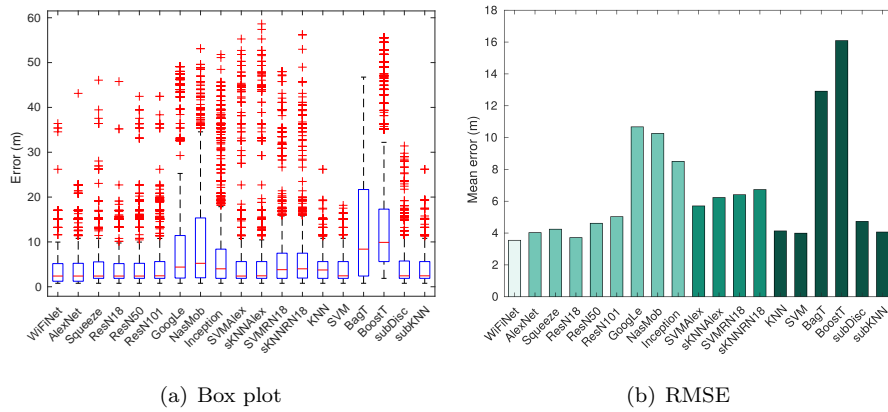 60
50
40
30
20
10
0
Error (m)
WiFiNet
AlexNet
Squeeze
ResN18
ResN50
ResN101
GoogLe
NasMob
Inception
SVMAlex
sKNNAlex
SVMRN18
sKNNRN18
KNN
SVM
BagT
BoostT
subDisc
subKNN
(a) Box plot
18
16
14
12
10
8
6
4
2
0
Mean error (m)
WiFiNet
AlexNet
Squeeze
ResN18
ResN50
ResN101
GoogLe
NasMob
Inception
SVMAlex
sKNNAlex
SVMRN18
sKNNRN18
KNN
SVM
BagT
BoostT
subDisc
subKNN
(b) RMSE